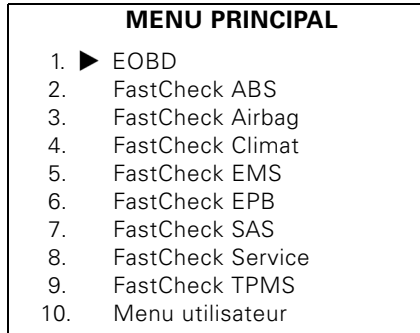 MENU PRINCIPAL
1. ▶ EOBD
2. FastCheck ABS
3. FastCheck Airbag
4. FastCheck Climat
5. FastCheck EMS
6. FastCheck EPB
7. FastCheck SAS
8. FastCheck Service
9. FastCheck TPMS
10. Menu utilisateur